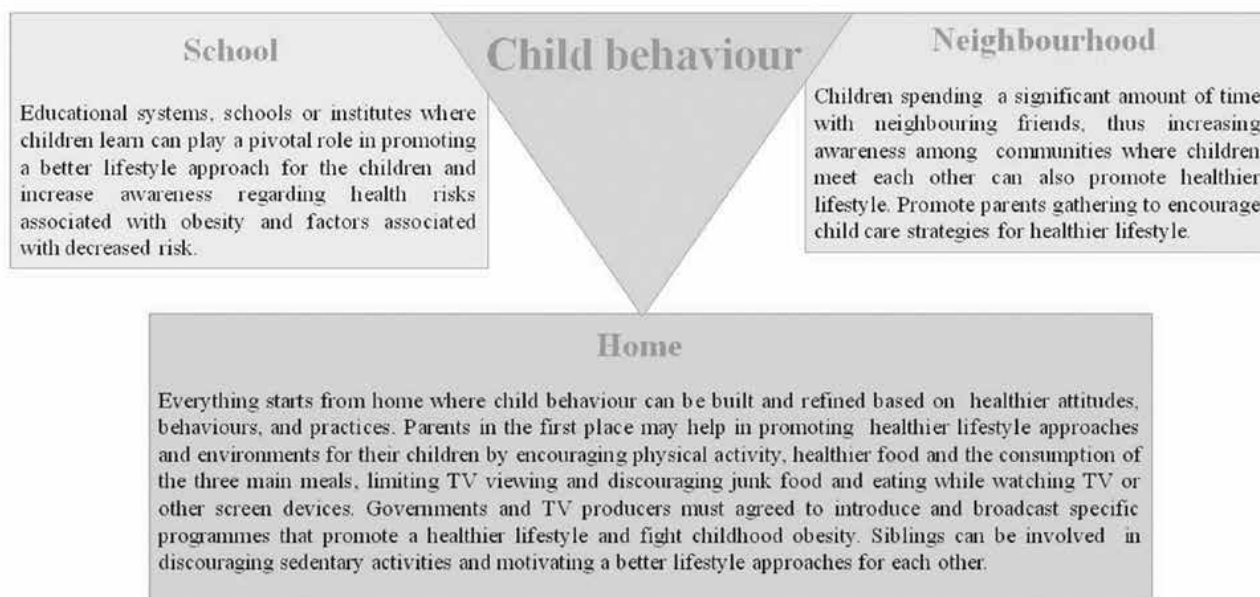 School
Educational systems, schools or institutes where
children learn can play a pivotal role in promoting
a better lifestyle approach for the children and
increase awareness regarding health risks
associated with obesity and factors associated
with decreased risk.
Child behaviour
Neighbourhood
Children spending a significant amount of time
with neighbouring friends, thus increasing
awareness among communities where children
meet each other can also promote healthier
lifestyle. Promote parents gathering to encourage
child care strategies for healthier lifestyle.
Home
Everything starts from home where child behaviour can be built and refined based on healthier attitudes,
behaviours, and practices. Parents in the first place may help in promoting healthier lifestyle approaches
and environments for their children by encouraging physical activity, healthier food and the consumption of
the three main meals, limiting TV viewing and discouraging junk food and eating while watching TV or
other screen devices. Governments and TV producers must agreed to introduce and broadcast specific
programmes that promote a healthier lifestyle and fight childhood obesity. Siblings can be involved in
discouraging sedentary activities and motivating a better lifestyle approaches for each other.